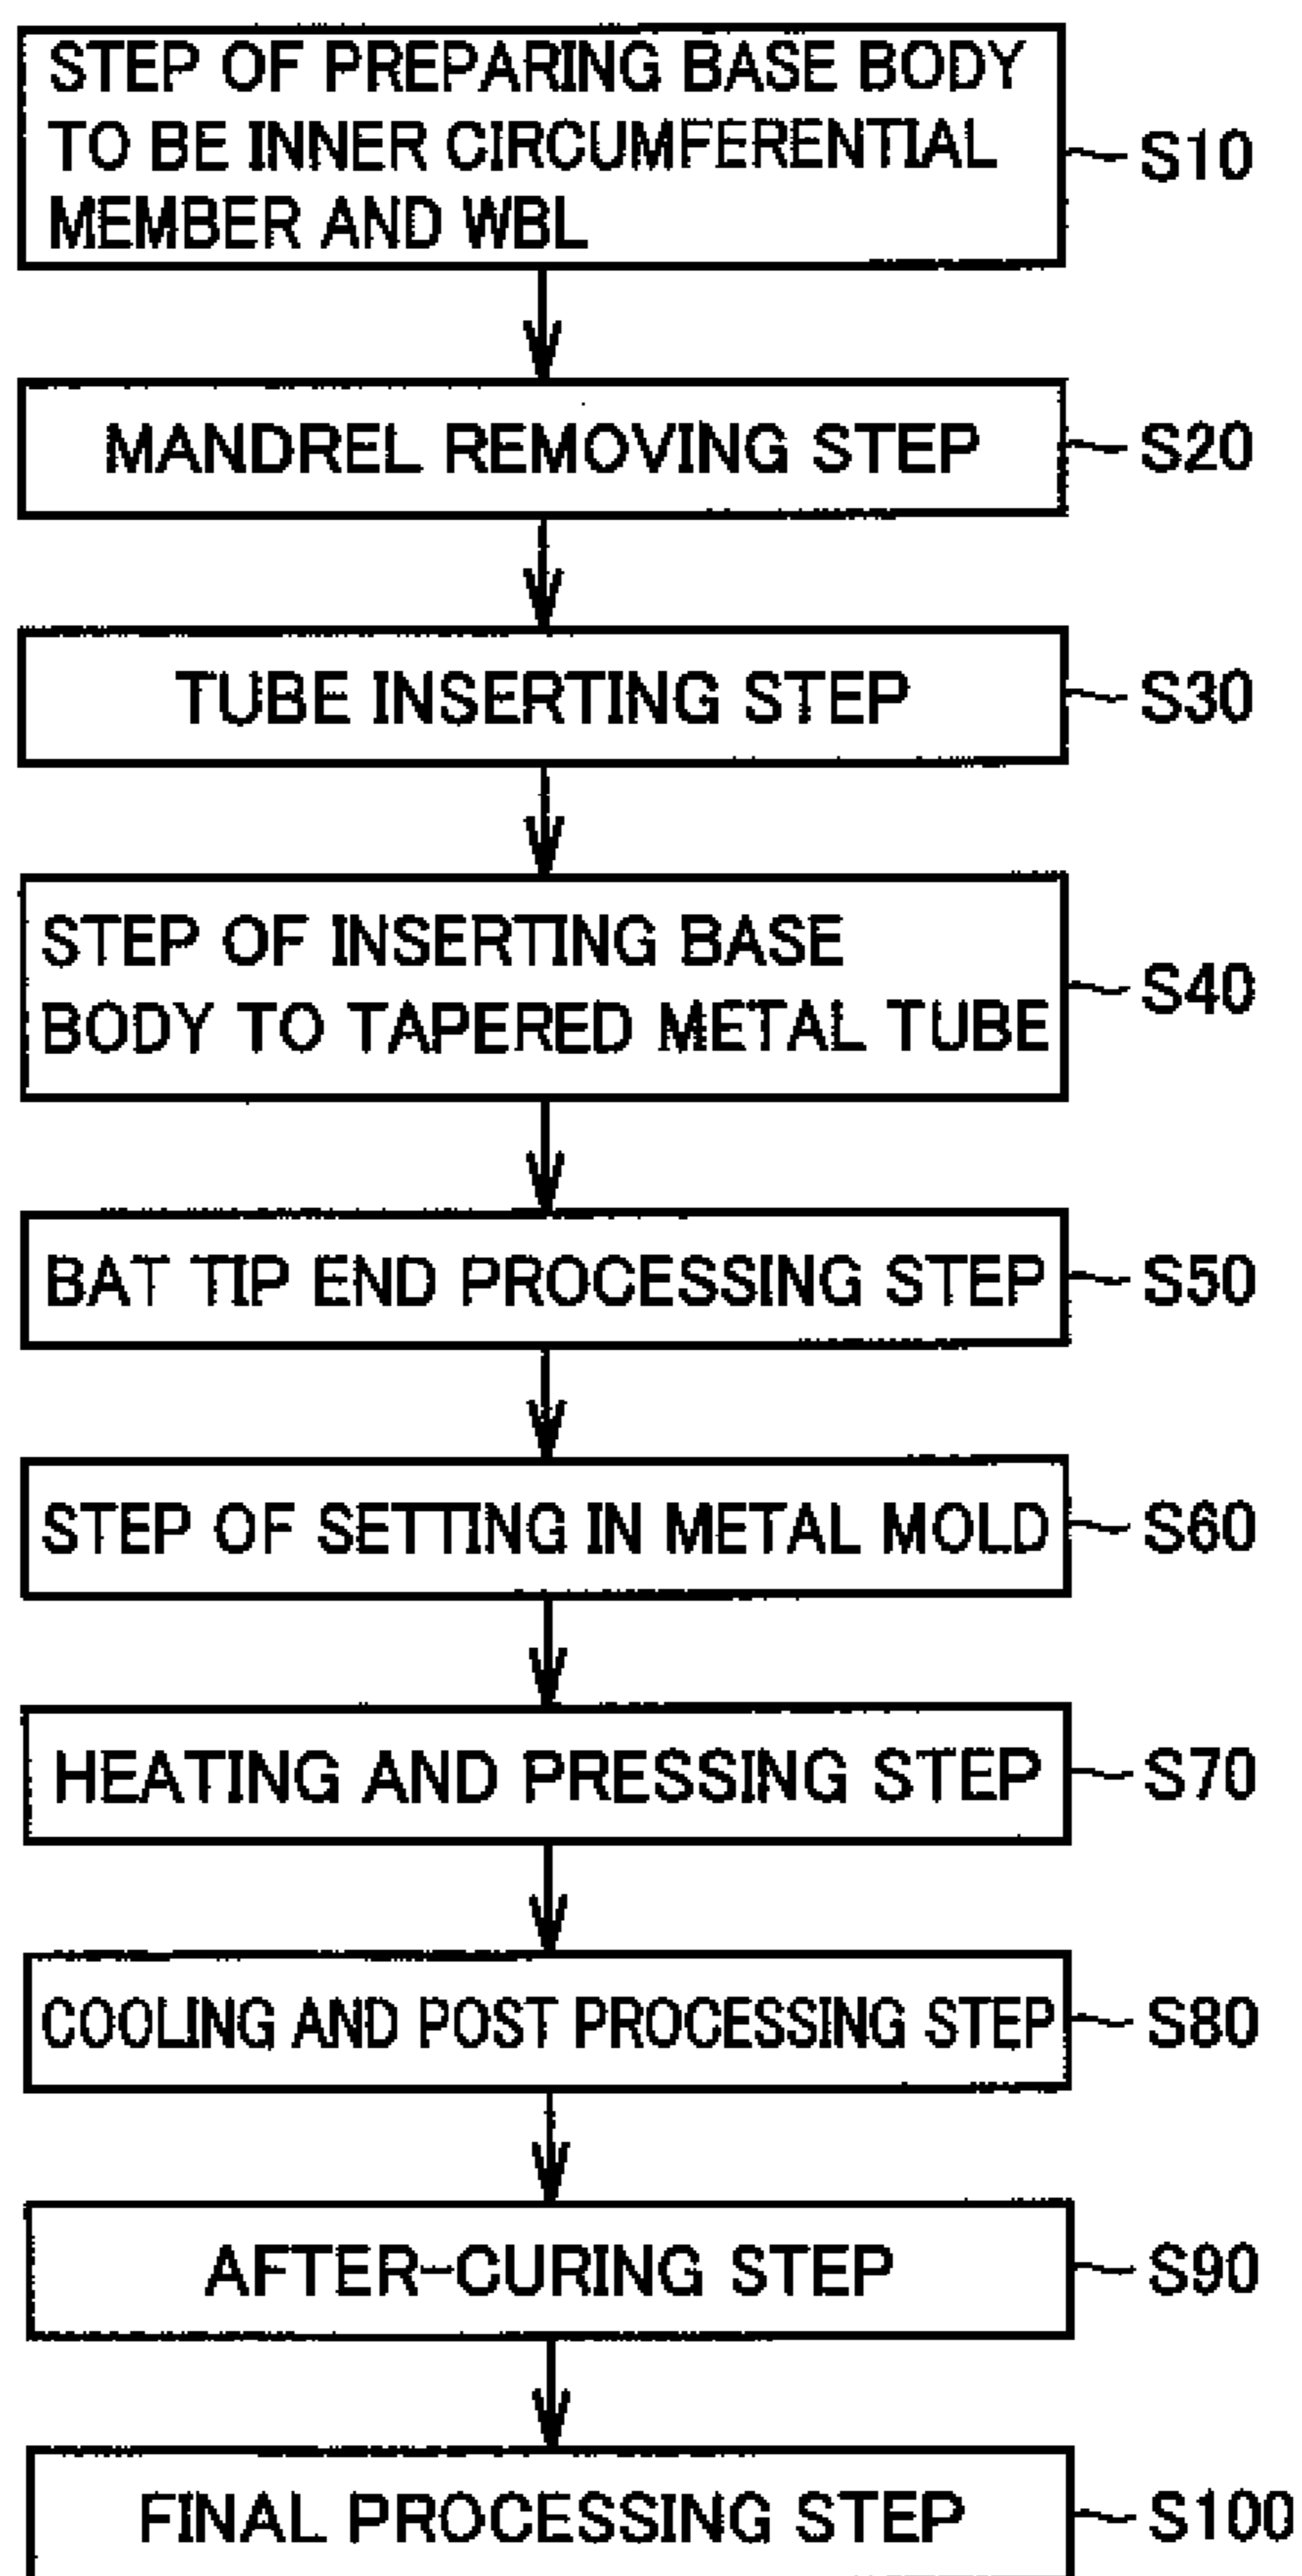 STEP OF PREPARING BASE BODY
TO BE INNER CIRCUMFERENTIAL
MEMBER AND WBL
S10
MANDREL REMOVING STEP
S20
TUBE INSERTING STEP
S30
STEP OF INSERTING BASE
BODY TO TAPERED METAL TUBE
S40
BAT TIP END PROCESSING STEP
S50
STEP OF SETTING IN METAL MOLD
S60
HEATING AND PRESSING STEP
S70
COOLING AND POST PROCESSING STEP
S80
AFTER-CURING STEP
S90
FINAL PROCESSING STEP
S100